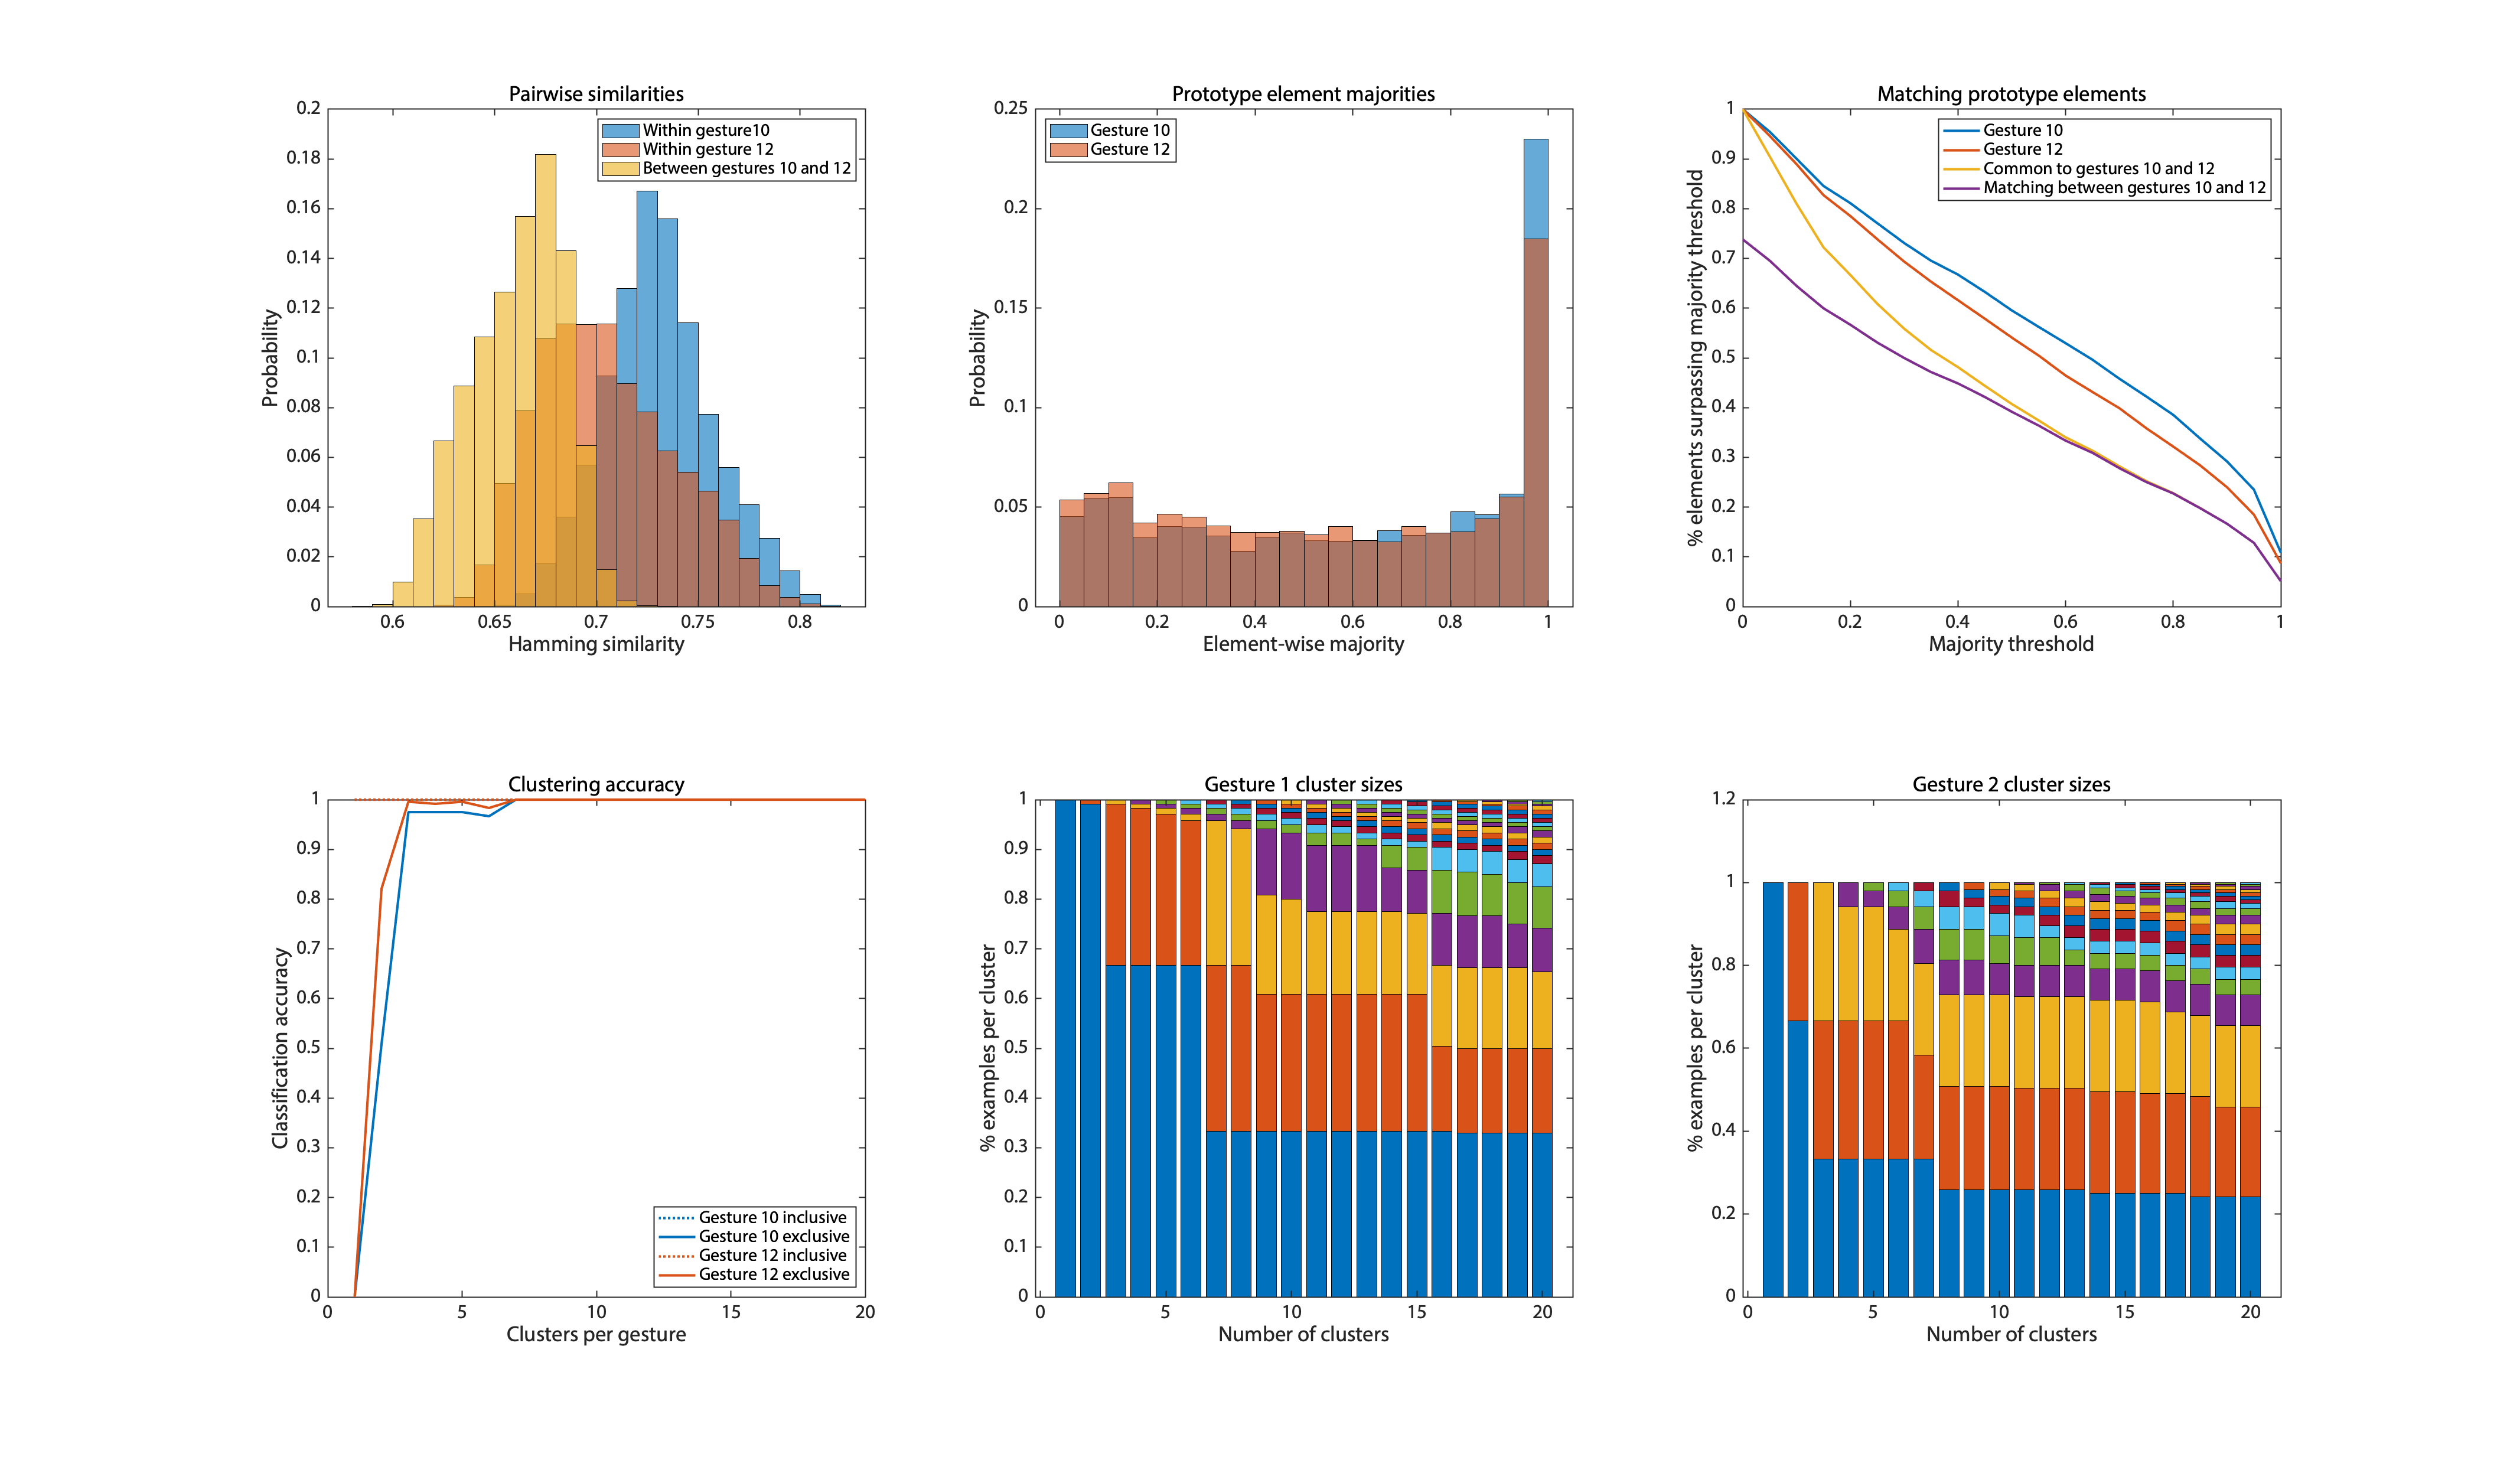 Pairwise similarities
0.2
0.18
0.16
0.14
0.12
0.1
0.08
0.06
0.04
0.02
0
Probability
Within gesture10
Within gesture 12
Between gestures 10 and 12
0.6 0.65 0.7 0.75 0.8
Hamming similarity
Prototype element majorities
0.25
0.2
0.15
0.1
0.05
0
Probability
Gesture 10
Gesture 12
0 0.2 0.4 0.6 0.8 1
Element-wise majority
Matching prototype elements
1
0.9
0.8
0.7
0.6
0.5
0.4
0.3
0.2
0.1
0
% elements surpassing majority threshold
Gesture 10
Gesture 12
Common to gestures 10 and 12
Matching between gestures 10 and 12
0 0.2 0.4 0.6 0.8 1
Majority threshold
Clustering accuracy
1
0.9
0.8
0.7
0.6
0.5
0.4
0.3
0.2
0.1
0
Classification accuracy
Gesture 10 inclusive
Gesture 10 exclusive
Gesture 12 inclusive
Gesture 12 exclusive
0 5 10 15 20
Clusters per gesture
Gesture 1 cluster sizes
1
0.9
0.8
0.7
0.6
0.5
0.4
0.3
0.2
0.1
0
% examples per cluster
0 5 10 15 20
Number of clusters
Gesture 2 cluster sizes
1.2
1
0.8
0.6
0.4
0.2
0
% examples per cluster
0 5 10 15 20
Number of clusters